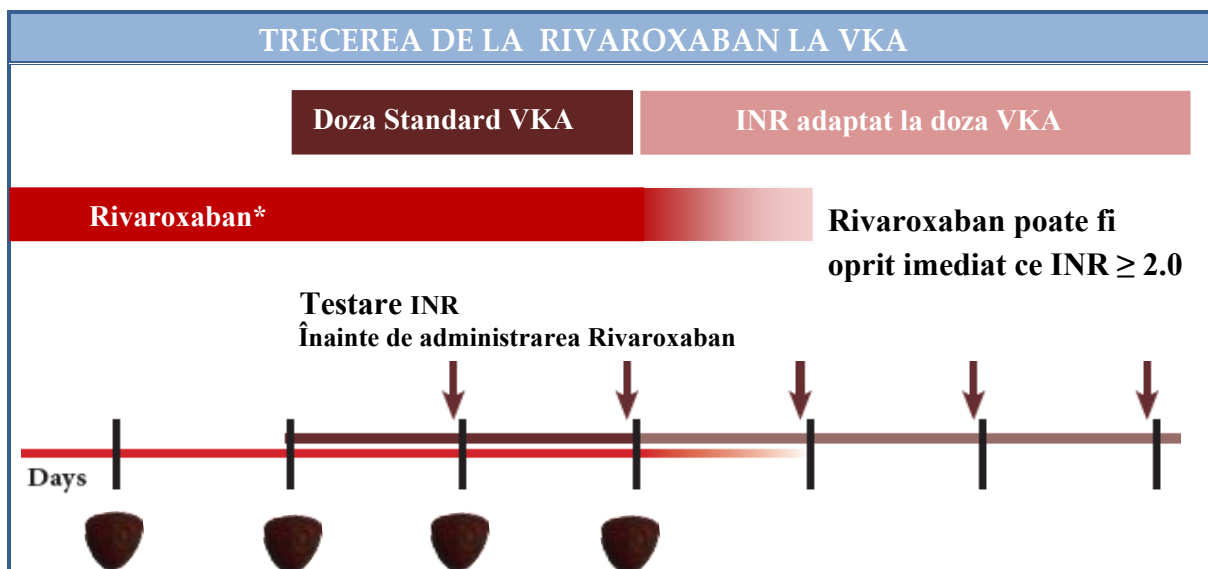 TRECEREA DE LA RIVAROXABAN LA VKA
Doza Standard VKA
INR adaptat la doza VKA
Rivaroxaban*
Rivaroxaban poate fi
oprit imediat ce INR ≥ 2.0
Testare INR
Înainte de administrarea Rivaroxaban
Days